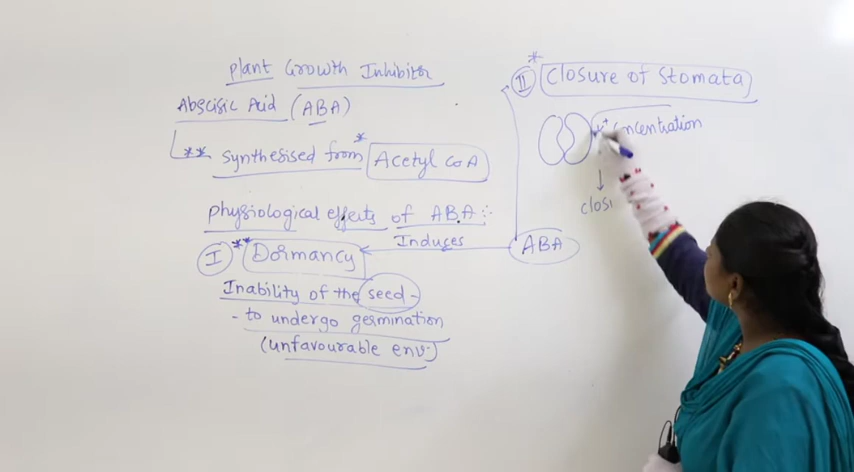 Plant Growth Inhibitor
Abscisic Acid (ABA)
** Synthesised from * Acetyl CoA
Physiological effects of ABA :-
I ** Dormancy
Induces
ABA
Inability of the seed -
- to undergo germination
(unfavourable env.)
* II Closure of Stomata
K+ concentration
closi